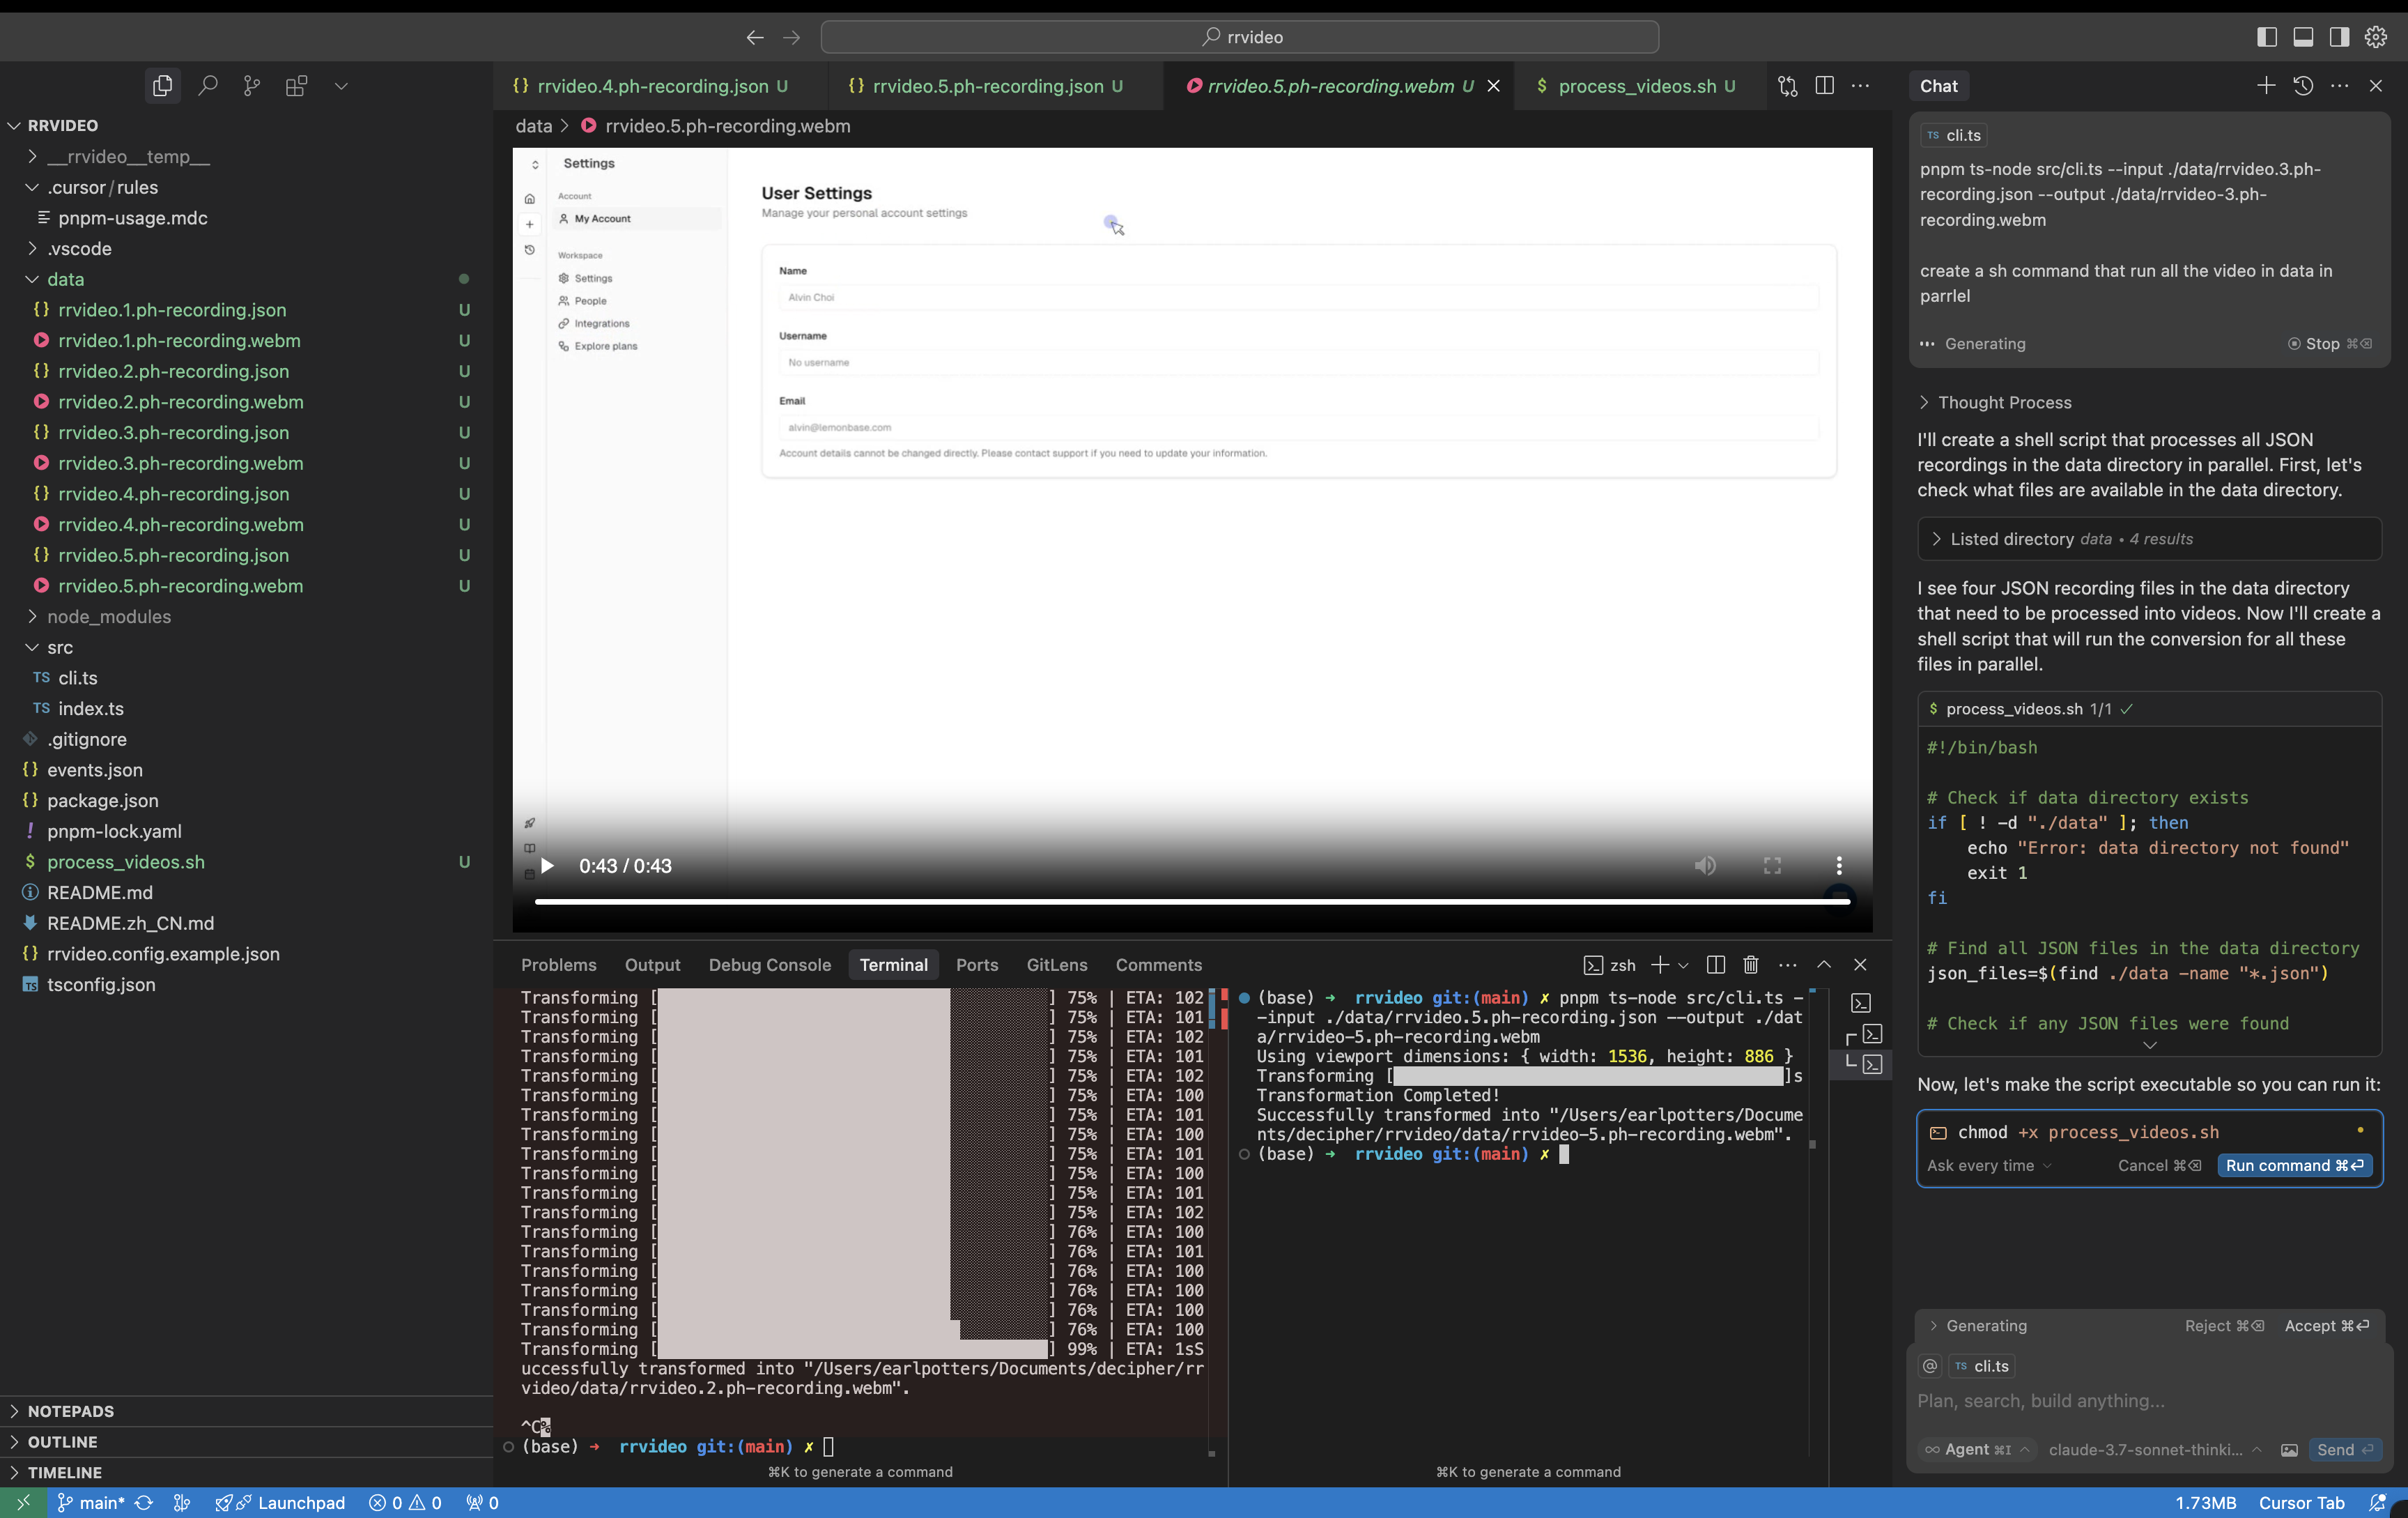 rrvideo
RRVIDEO
__rrvideo__temp__
.cursor/rules
pnpm-usage.mdc
.vscode
data
rrvideo.1.ph-recording.json U
rrvideo.1.ph-recording.webm U
rrvideo.2.ph-recording.json U
rrvideo.2.ph-recording.webm U
rrvideo.3.ph-recording.json U
rrvideo.3.ph-recording.webm U
rrvideo.4.ph-recording.json U
rrvideo.4.ph-recording.webm U
rrvideo.5.ph-recording.json U
rrvideo.5.ph-recording.webm U
node_modules
src
TS cli.ts
TS index.ts
.gitignore
{} events.json
{} package.json
! pnpm-lock.yaml
$ process_videos.sh U
README.md
README.zh_CN.md
{} rrvideo.config.example.json
TS tsconfig.json
NOTEPADS
OUTLINE
TIMELINE
{} rrvideo.4.ph-recording.json U
{} rrvideo.5.ph-recording.json U
rrvideo.5.ph-recording.webm U
$ process_videos.sh U
data > rrvideo.5.ph-recording.webm
Settings
Account
My Account
Workspace
Settings
People
Integrations
Explore plans
User Settings
Manage your personal account settings
Name
Alvin Choi
Username
No username
Email
alvin@lemonbase.com
Account details cannot be changed directly. Please contact support if you need to update your information.
0:43 / 0:43
Problems Output Debug Console Terminal Ports GitLens Comments
zsh
Transforming [ ] 75% | ETA: 102
Transforming [ ] 75% | ETA: 101
Transforming [ ] 75% | ETA: 102
Transforming [ ] 75% | ETA: 101
Transforming [ ] 75% | ETA: 102
Transforming [ ] 75% | ETA: 100
Transforming [ ] 75% | ETA: 101
Transforming [ ] 75% | ETA: 100
Transforming [ ] 75% | ETA: 101
Transforming [ ] 75% | ETA: 100
Transforming [ ] 75% | ETA: 101
Transforming [ ] 75% | ETA: 102
Transforming [ ] 76% | ETA: 100
Transforming [ ] 76% | ETA: 101
Transforming [ ] 76% | ETA: 100
Transforming [ ] 76% | ETA: 100
Transforming [ ] 76% | ETA: 100
Transforming [ ] 76% | ETA: 100
Transforming [ ] 99% | ETA: 1sS
uccessfully transformed into "/Users/earlpotters/Documents/decipher/rr
video/data/rrvideo.2.ph-recording.webm".
^C%
(base) → rrvideo git:(main) ✗
⌘K to generate a command
(base) → rrvideo git:(main) ✗ pnpm ts-node src/cli.ts -
-input ./data/rrvideo.5.ph-recording.json --output ./dat
a/rrvideo-5.ph-recording.webm
Using viewport dimensions: { width: 1536, height: 886 }
Transforming [ ]s
Transformation Completed!
Successfully transformed into "/Users/earlpotters/Docume
nts/decipher/rrvideo/data/rrvideo-5.ph-recording.webm".
(base) → rrvideo git:(main) ✗
⌘K to generate a command
Chat
TS cli.ts
pnpm ts-node src/cli.ts --input ./data/rrvideo.3.ph-
recording.json --output ./data/rrvideo-3.ph-
recording.webm
create a sh command that run all the video in data in
parrlel
Generating Stop ⌘⌫
Thought Process
I'll create a shell script that processes all JSON
recordings in the data directory in parallel. First, let's
check what files are available in the data directory.
Listed directory data • 4 results
I see four JSON recording files in the data directory
that need to be processed into videos. Now I'll create a
shell script that will run the conversion for all these
files in parallel.
$ process_videos.sh 1/1
#!/bin/bash
# Check if data directory exists
if [ ! -d "./data" ]; then
echo "Error: data directory not found"
exit 1
fi
# Find all JSON files in the data directory
json_files=$(find ./data -name "*.json")
# Check if any JSON files were found
Now, let's make the script executable so you can run it:
chmod +x process_videos.sh
Ask every time Cancel ⌘⌫ Run command ⌘⏎
Generating Reject ⌘⌫ Accept ⌘⏎
@ TS cli.ts
Plan, search, build anything...
∞ Agent ⌘I claude-3.7-sonnet-thinki... Send ⏎
main* Launchpad 0 0 0
1.73MB Cursor Tab